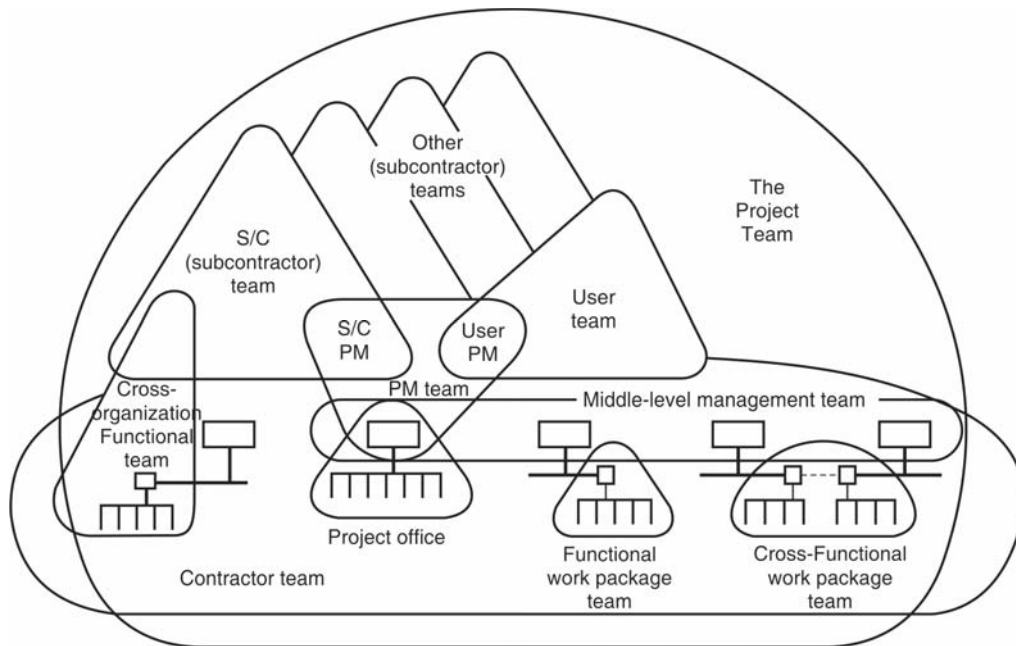 Other
(subcontractor)
teams
The
Project
Team
S/C
(subcontractor)
team
User
team
S/C
PM
User
PM
Cross-
organization
Functional
team
PM team
Middle-level management team
Project office
Functional
work package
team
Cross-Functional
work package
team
Contractor team